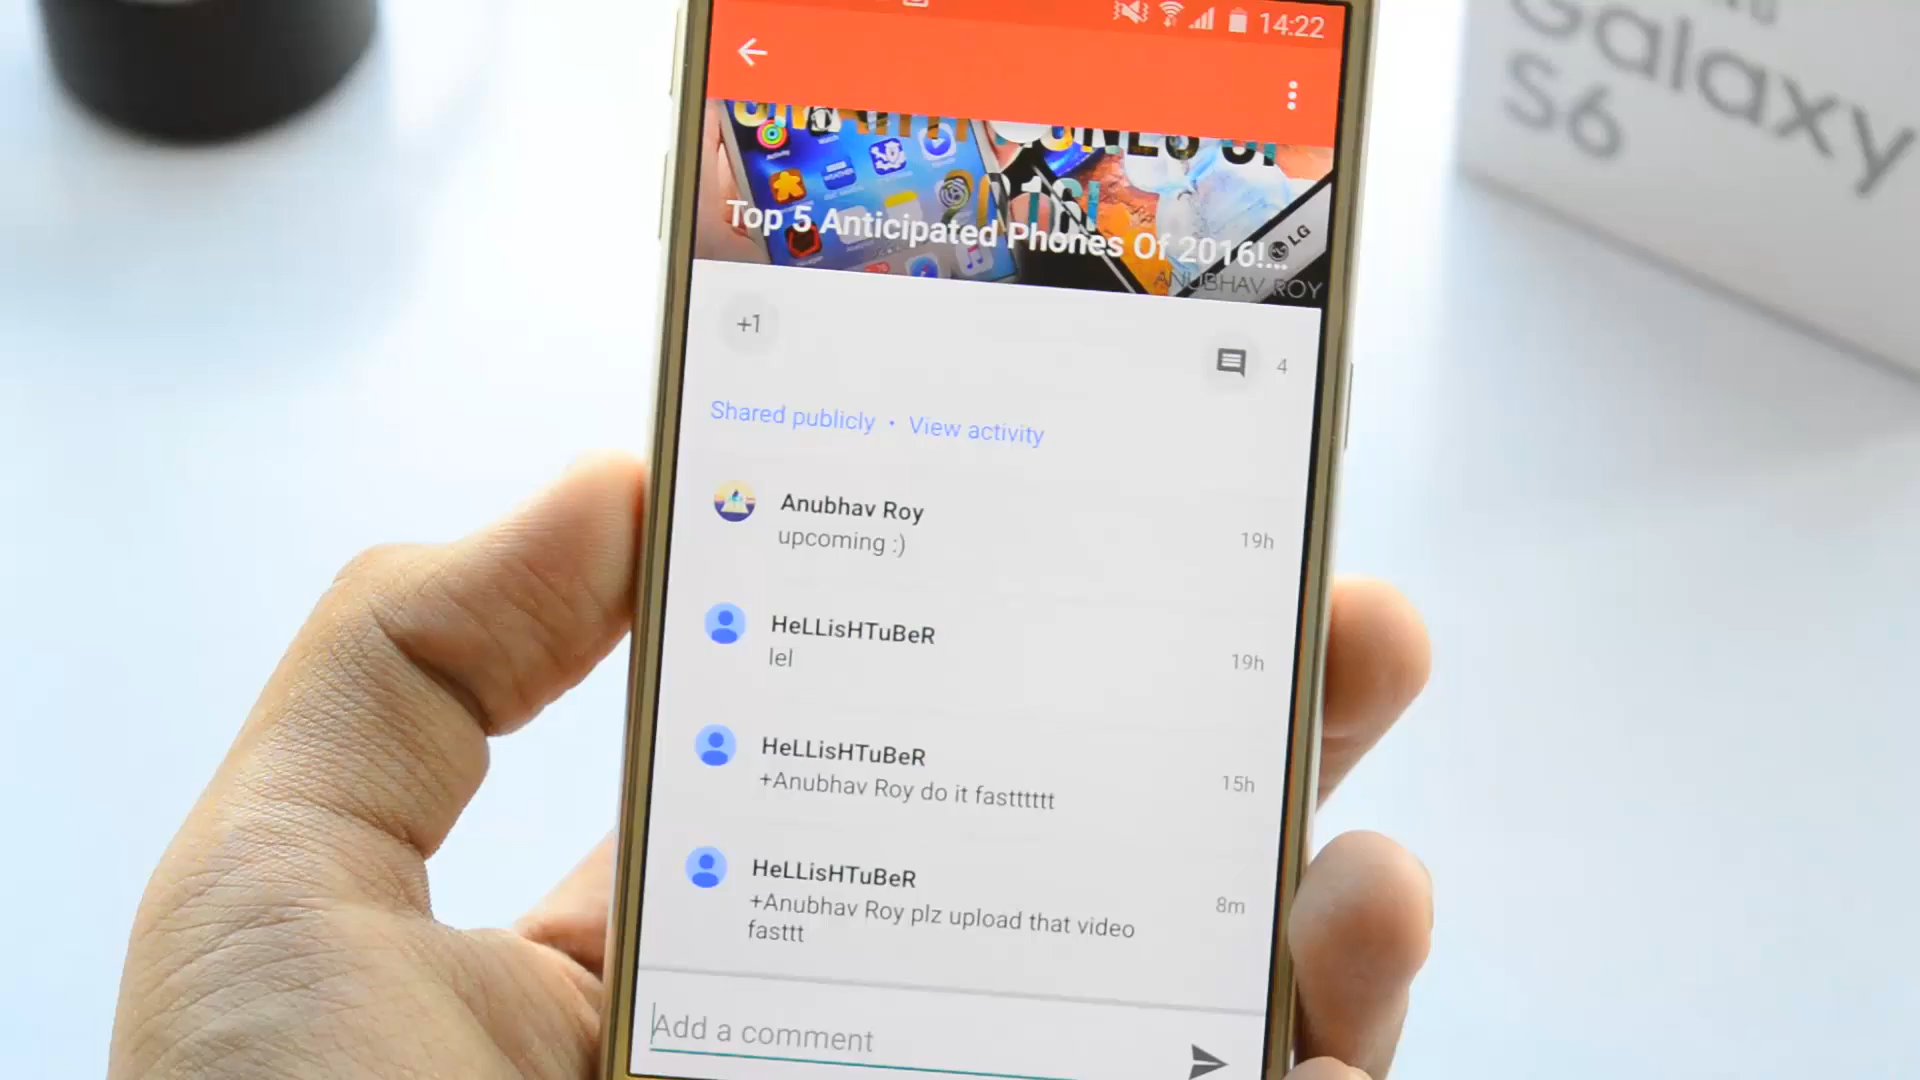 14:22
Galaxy
S6
Top 5 Anticipated Phones Of 2016!...
LG
ANUBHAV ROY
+1
4
Shared publicly • View activity
Anubhav Roy
upcoming :)
19h
HeLLisHTuBeR
lel
19h
HeLLisHTuBeR
+Anubhav Roy do it fastttttt
15h
HeLLisHTuBeR
+Anubhav Roy plz upload that video
fasttt
8m
Add a comment